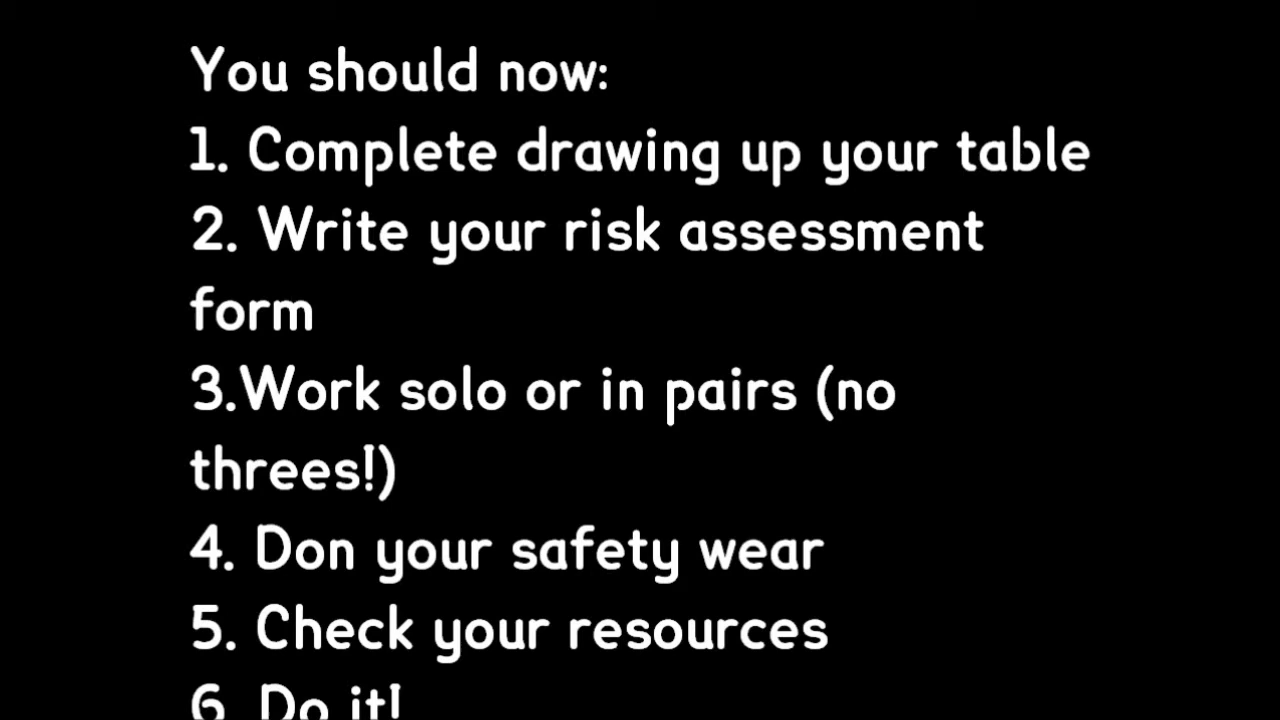 You should now:
1. Complete drawing up your table
2. Write your risk assessment
form
3.Work solo or in pairs (no
threes!)
4. Don your safety wear
5. Check your resources
6. Do it!